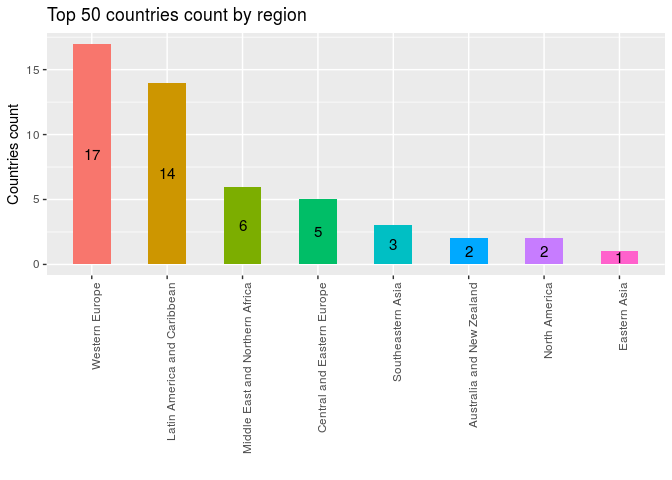 Top 50 countries count by region
Countries count
15
10
5
0
17
14
6
5
3
2
2
1
Western Europe
Latin America and Caribbean
Middle East and Northern Africa
Central and Eastern Europe
Southeastern Asia
Australia and New Zealand
North America
Eastern Asia